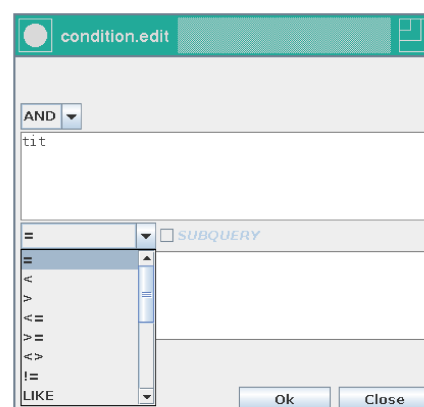 condition.edit
AND
tit
=
SUBQUERY
=
<
>
<=
>=
<>
!=
LIKE
Ok
Close